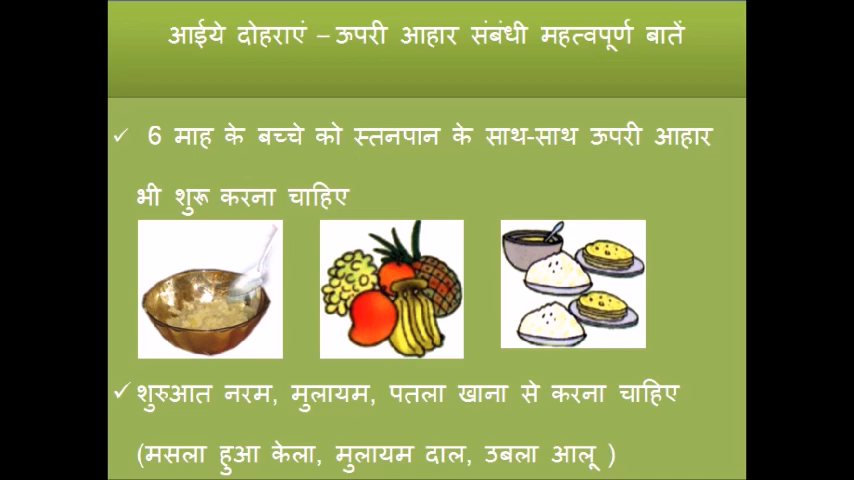 आईये दोहराएं – ऊपरी आहार संबंधी महत्वपूर्ण बातें
✓ 6 माह के बच्चे को स्तनपान के साथ-साथ ऊपरी आहार
भी शुरू करना चाहिए
✓ शुरुआत नरम, मुलायम, पतला खाना से करना चाहिए
(मसला हुआ केला, मुलायम दाल, उबला आलू )